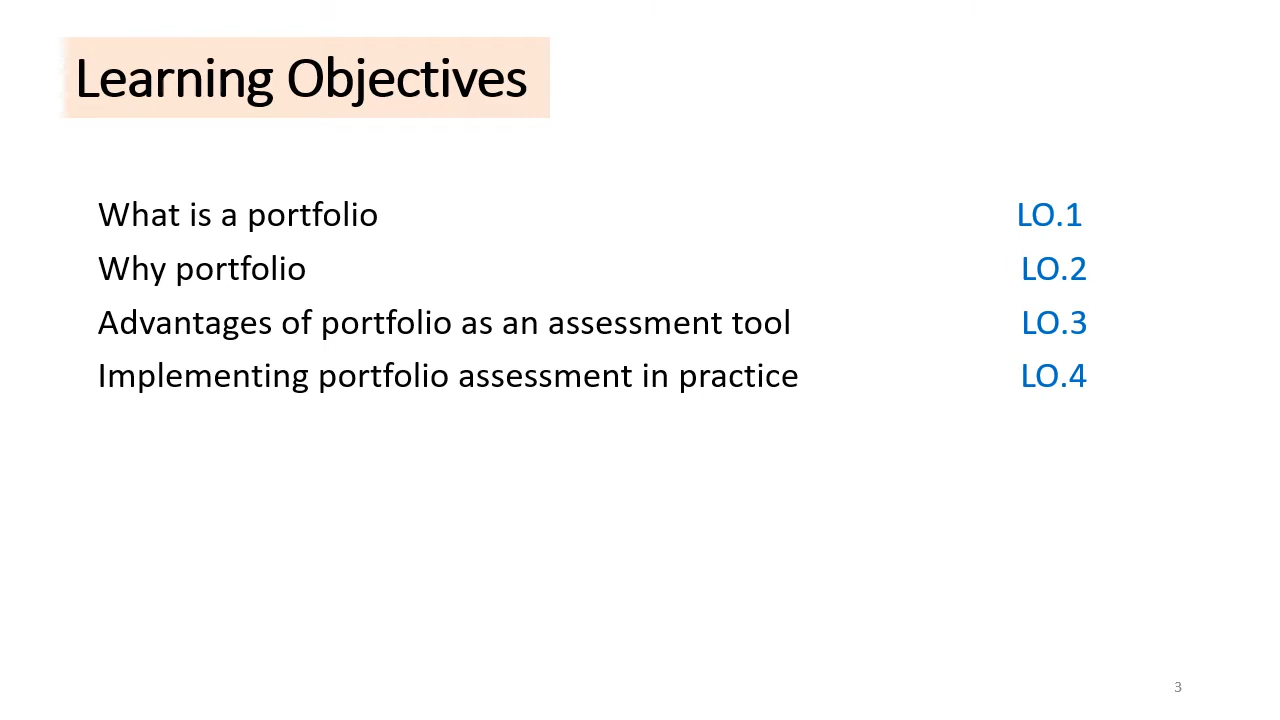 Learning Objectives
What is a portfolio LO.1
Why portfolio LO.2
Advantages of portfolio as an assessment tool LO.3
Implementing portfolio assessment in practice LO.4
3